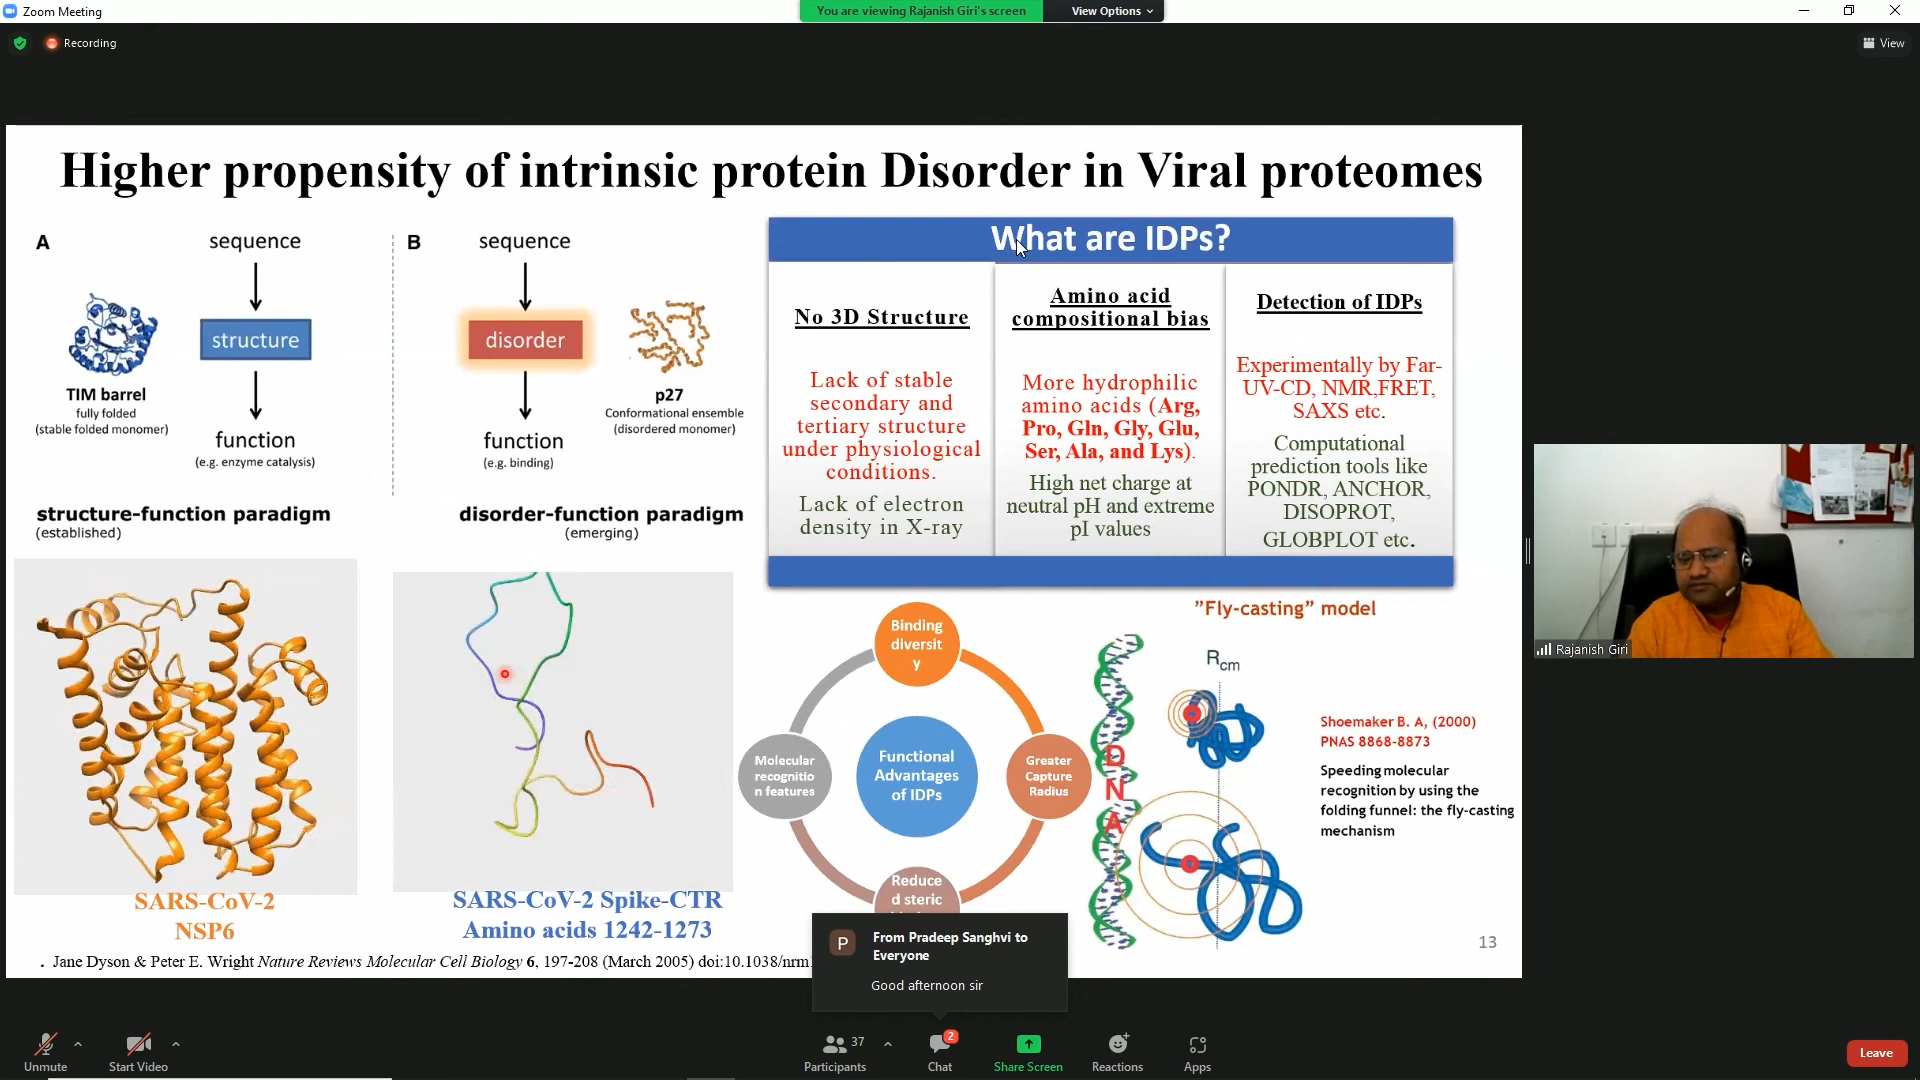 Zoom Meeting
You are viewing Rajanish Giri's screen
View Options
Recording
View
Higher propensity of intrinsic protein Disorder in Viral proteomes
A
sequence
structure
TIM barrel
fully folded
(stable folded monomer)
function
(e.g. enzyme catalysis)
structure-function paradigm
(established)
B
sequence
disorder
p27
Conformational ensemble
(disordered monomer)
function
(e.g. binding)
disorder-function paradigm
(emerging)
What are IDPs?
No 3D Structure
Lack of stable
secondary and
tertiary structure
under physiological
conditions.
Lack of electron
density in X-ray
Amino acid
compositional bias
More hydrophilic
amino acids (Arg,
Pro, Gln, Gly, Glu,
Ser, Ala, and Lys).
High net charge at
neutral pH and extreme
pI values
Detection of IDPs
Experimentally by Far-
UV-CD, NMR,FRET,
SAXS etc.
Computational
prediction tools like
PONDR, ANCHOR,
DISOPROT,
GLOBPLOT etc.
SARS-CoV-2
NSP6
SARS-CoV-2 Spike-CTR
Amino acids 1242-1273
Binding
diversit
y
Molecular
recognitio
n features
Functional
Advantages
of IDPs
Greater
Capture
Radius
Reduce
d steric
"Fly-casting" model
Rcm
D
N
A
Shoemaker B. A, (2000)
PNAS 8868-8873
Speeding molecular
recognition by using the
folding funnel: the fly-casting
mechanism
13
. Jane Dyson & Peter E. Wright Nature Reviews Molecular Cell Biology 6, 197-208 (March 2005) doi:10.1038/nrm
P
From Pradeep Sanghvi to
Everyone
Good afternoon sir
Rajanish Giri
Unmute
Start Video
37
Participants
2
Chat
Share Screen
Reactions
Apps
Leave